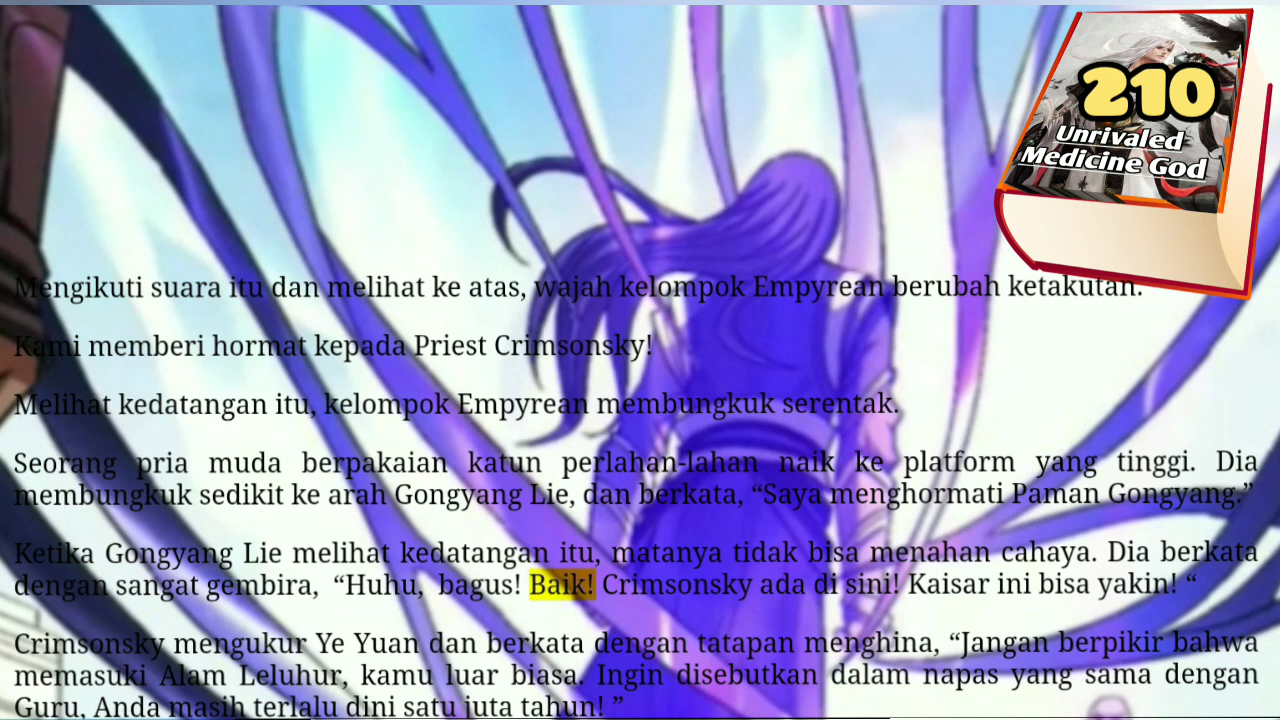 210
Unrivaled
Medicine God
Mengikuti suara itu dan melihat ke atas, wajah kelompok Empyrean berubah ketakutan.
Kami memberi hormat kepada Priest Crimsonsky!
Melihat kedatangan itu, kelompok Empyrean membungkuk serentak.
Seorang pria muda berpakaian katun perlahan-lahan naik ke platform yang tinggi. Dia
membungkuk sedikit ke arah Gongyang Lie, dan berkata, “Saya menghormati Paman Gongyang.”
Ketika Gongyang Lie melihat kedatangan itu, matanya tidak bisa menahan cahaya. Dia berkata
dengan sangat gembira, “Huhu, bagus! Baik! Crimsonsky ada di sini! Kaisar ini bisa yakin! “
Crimsonsky mengukur Ye Yuan dan berkata dengan tatapan menghina, “Jangan berpikir bahwa
memasuki Alam Leluhur, kamu luar biasa. Ingin disebutkan dalam napas yang sama dengan
Guru, Anda masih terlalu dini satu juta tahun! ”